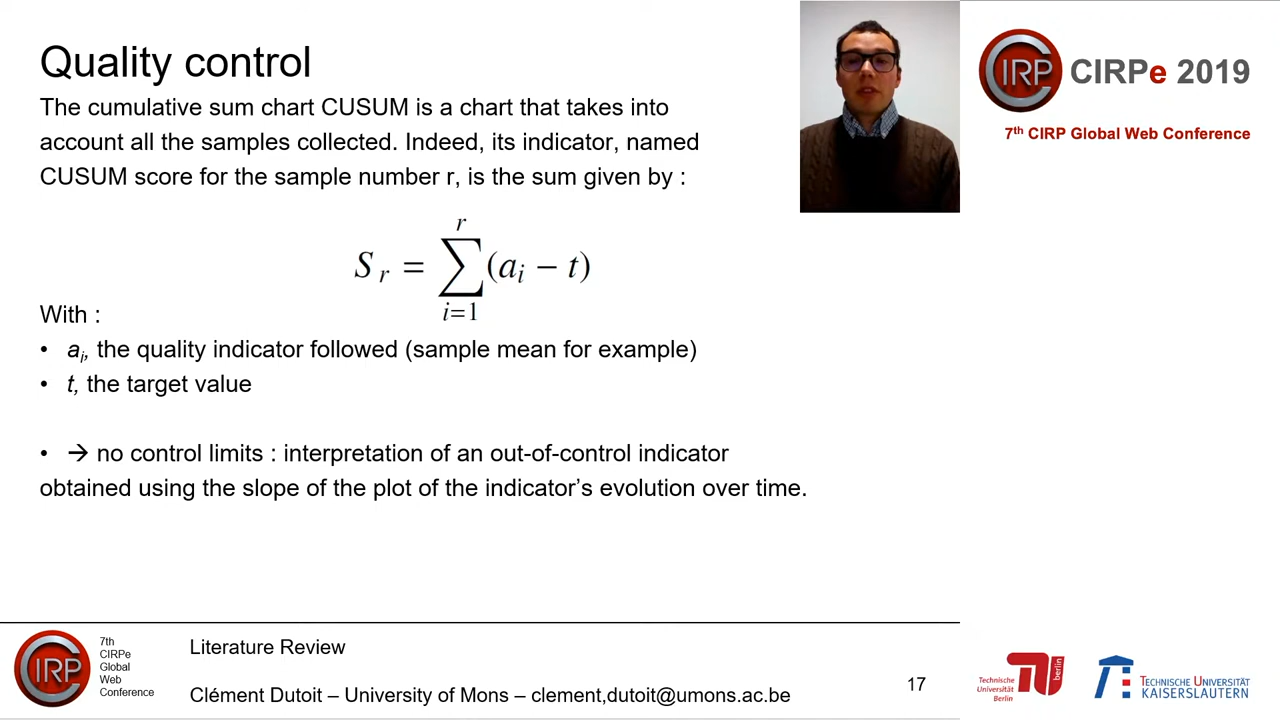 Quality control
The cumulative sum chart CUSUM is a chart that takes into
account all the samples collected. Indeed, its indicator, named
CUSUM score for the sample number r, is the sum given by :
S_r = \sum_{i=1}^{r} (a_i − t)
With :
• a_i, the quality indicator followed (sample mean for example)
• t, the target value
• → no control limits : interpretation of an out-of-control indicator
obtained using the slope of the plot of the indicator’s evolution over time.
CIRP
CIRPe 2019
7th CIRP Global Web Conference
CIRP
7th
CIRPe
Global
Web
Conference
Literature Review
Clément Dutoit – University of Mons – clement,dutoit@umons.ac.be
17
Technische
Universität
Berlin
berlin
TECHNISCHE UNIVERSITÄT
KAISERSLAUTERN